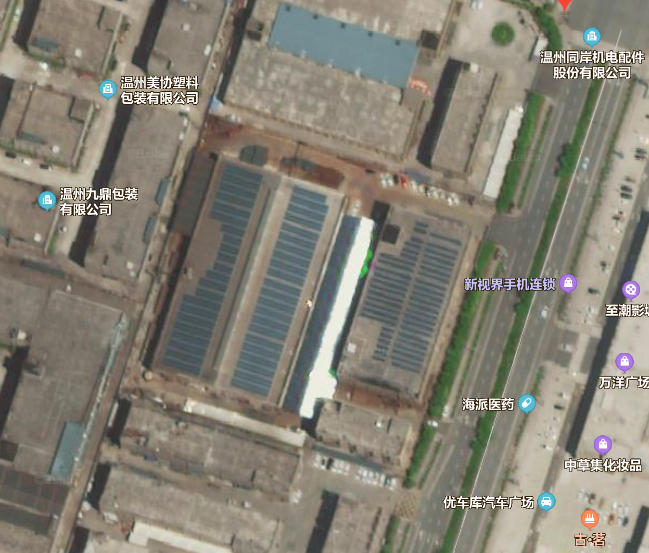 温州同岸机电配件
股份有限公司
温州美协塑料
包装有限公司
温州九鼎包装
有限公司
新视界手机连锁
至潮影城
万洋广场
海派医药
中草集化妆品
优车库汽车广场
古·茗